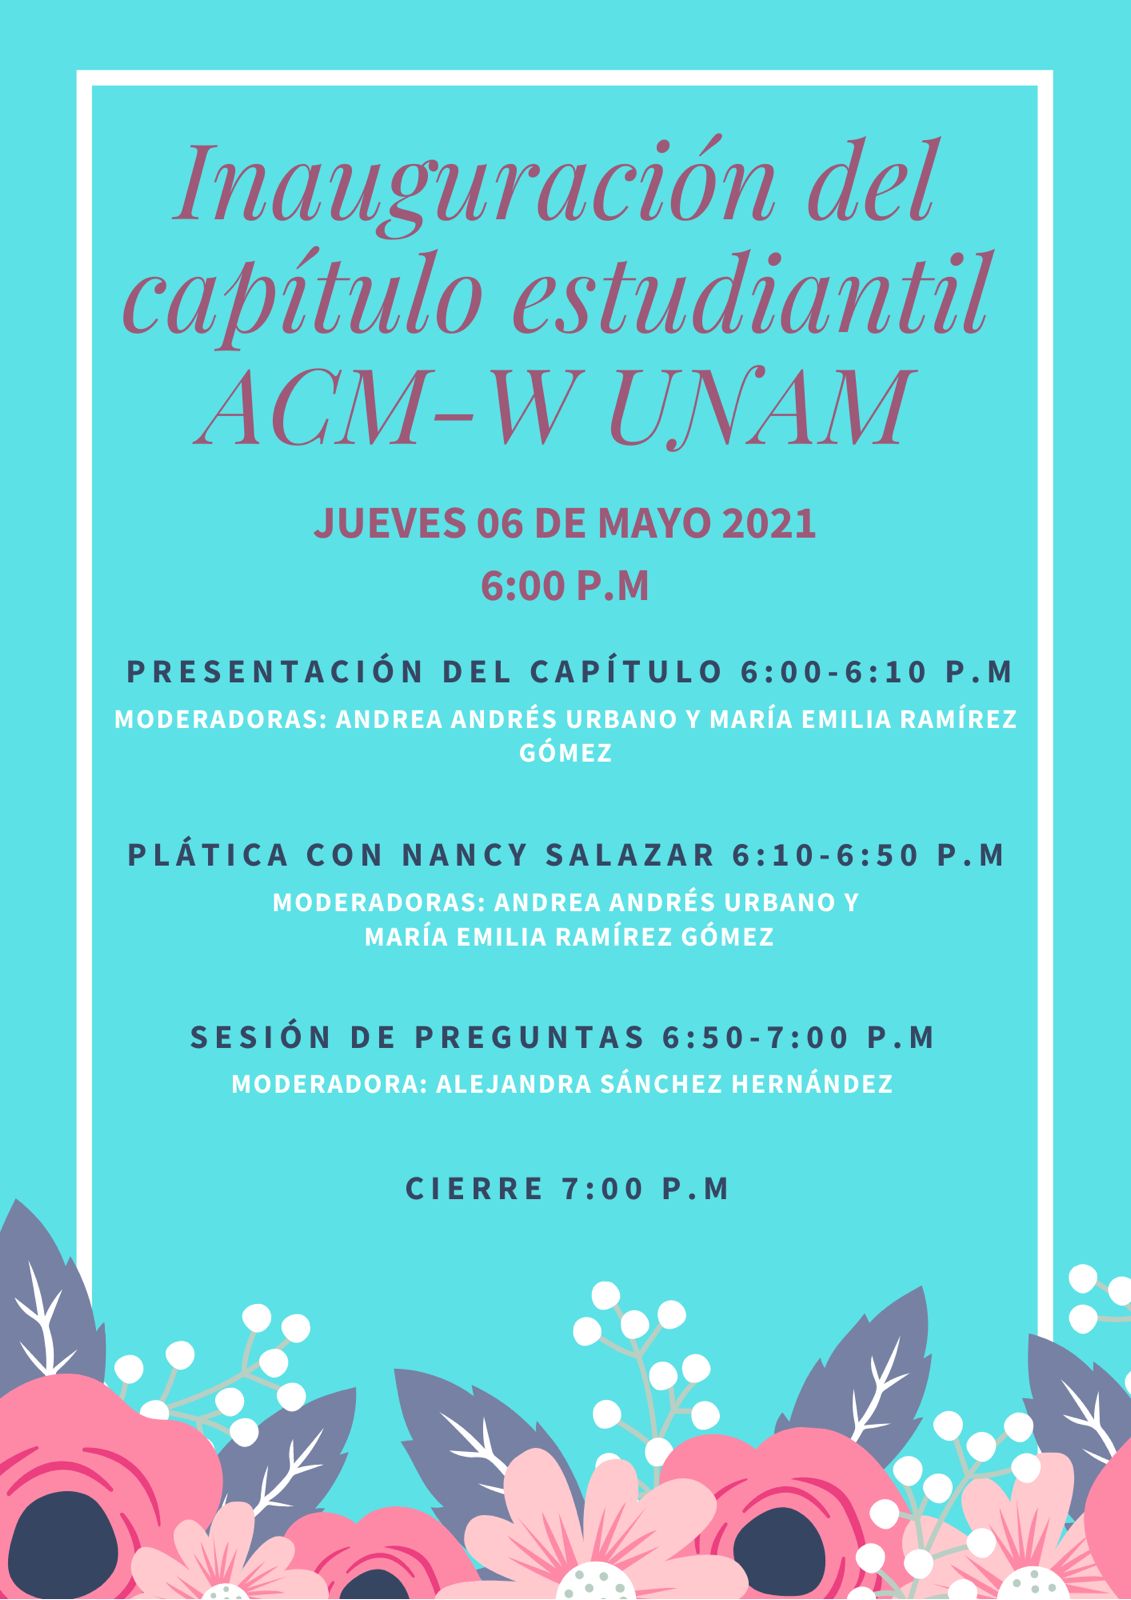 Inauguración del
capítulo estudiantil
ACM-W UNAM
JUEVES 06 DE MAYO 2021
6:00 P.M
PRESENTACIÓN DEL CAPÍTULO 6:00-6:10 P.M
MODERADORAS: ANDREA ANDRÉS URBANO Y MARÍA EMILIA RAMÍREZ
GÓMEZ
PLÁTICA CON NANCY SALAZAR 6:10-6:50 P.M
MODERADORAS: ANDREA ANDRÉS URBANO Y
MARÍA EMILIA RAMÍREZ GÓMEZ
SESIÓN DE PREGUNTAS 6:50-7:00 P.M
MODERADORA: ALEJANDRA SÁNCHEZ HERNÁNDEZ
CIERRE 7:00 P.M